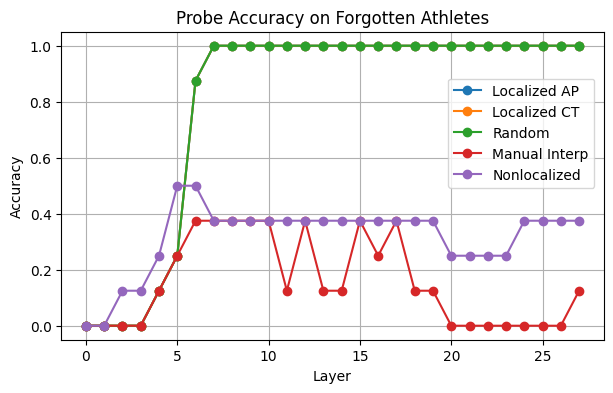 Probe Accuracy on Forgotten Athletes
1.0
0.8
0.6
0.4
0.2
0.0
Accuracy
Localized AP
Localized CT
Random
Manual Interp
Nonlocalized
0 5 10 15 20 25
Layer